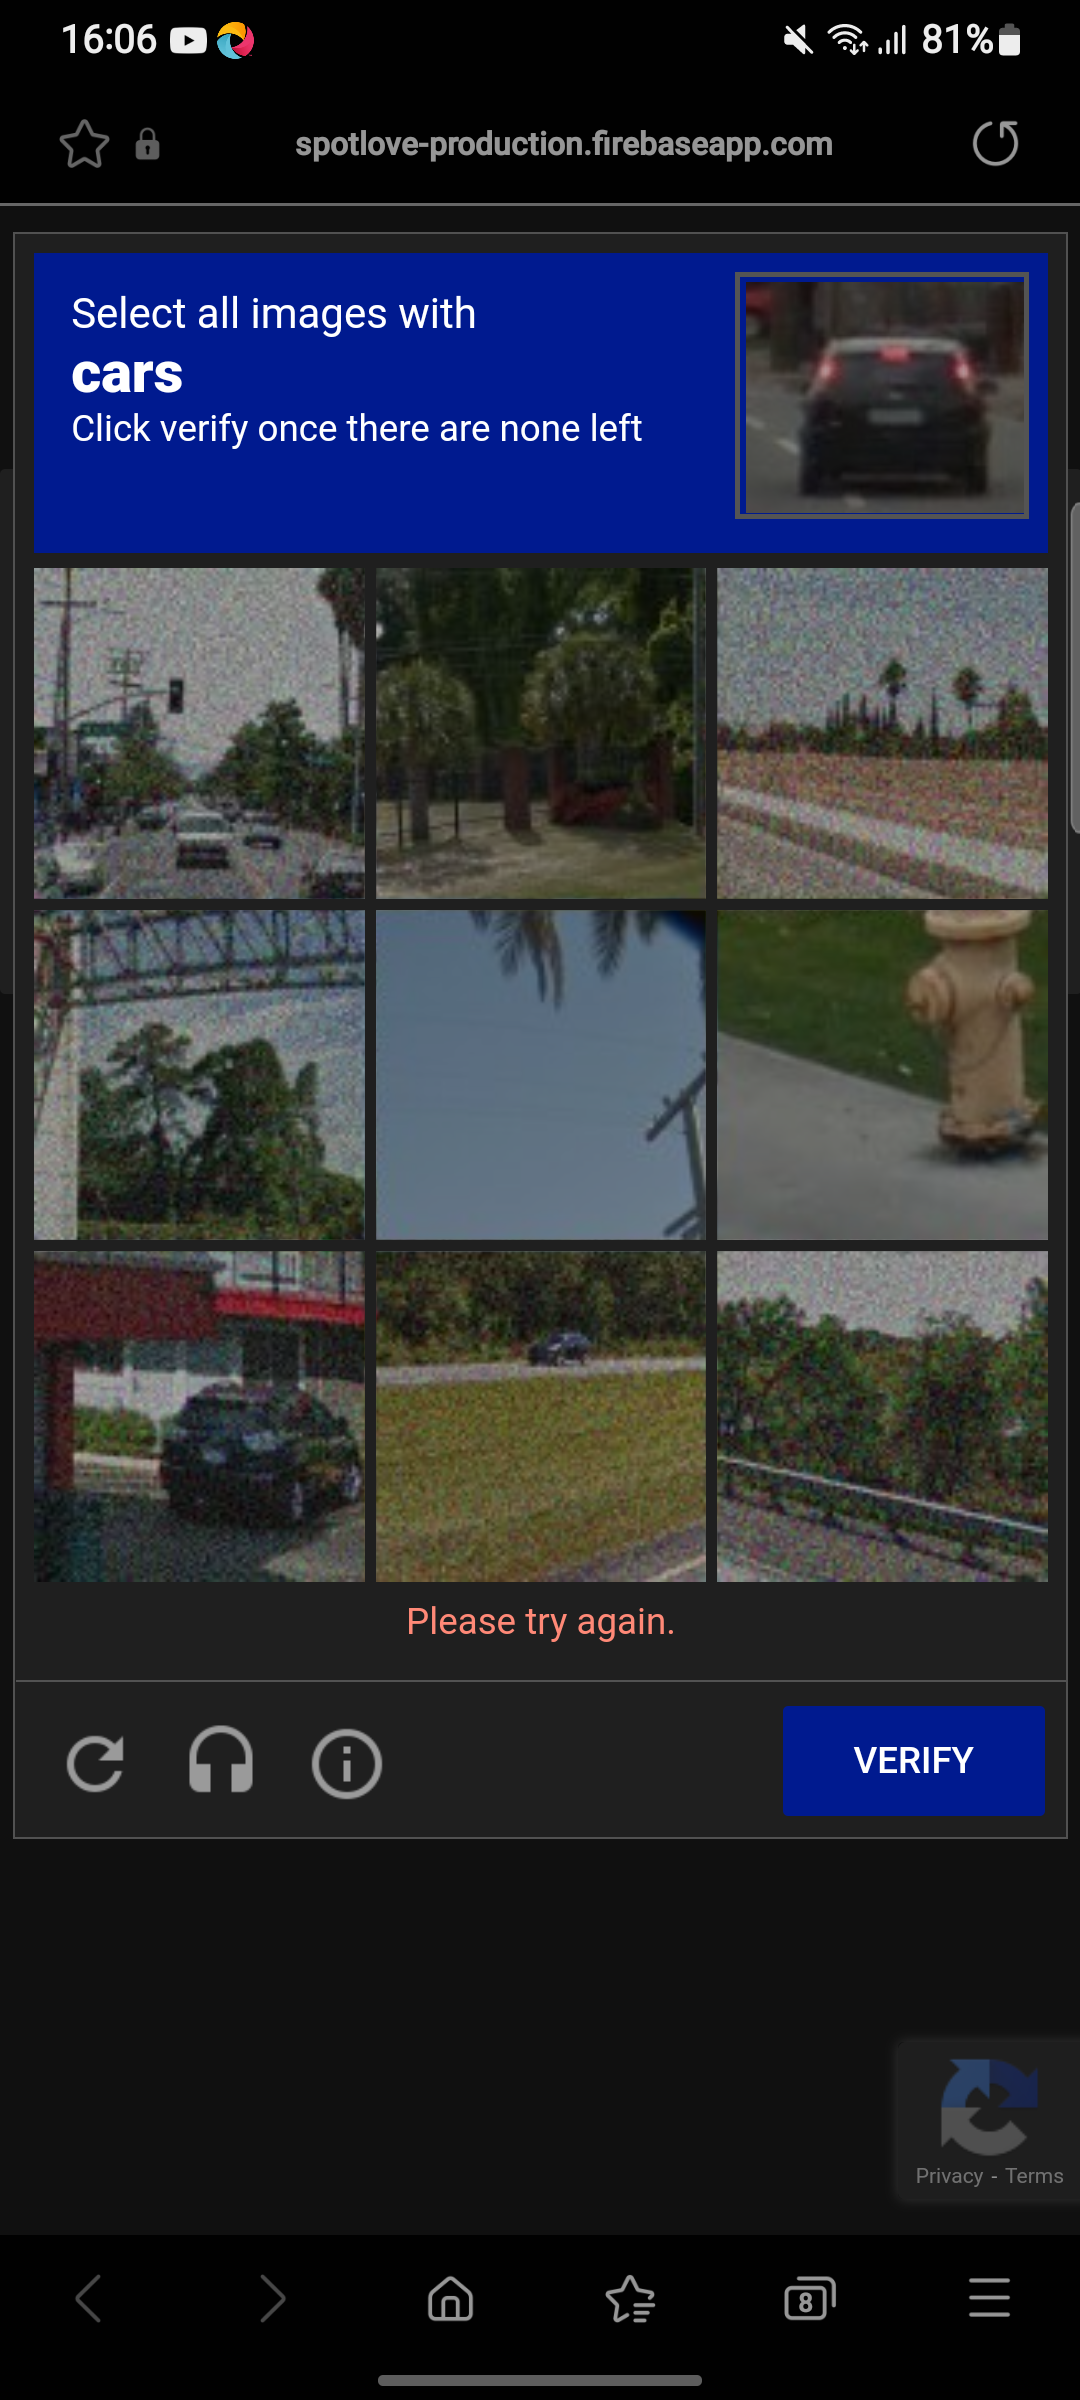 16:06
81%
spotlove-production.firebaseapp.com
Select all images with
cars
Click verify once there are none left
Please try again.
VERIFY
Privacy - Terms
8